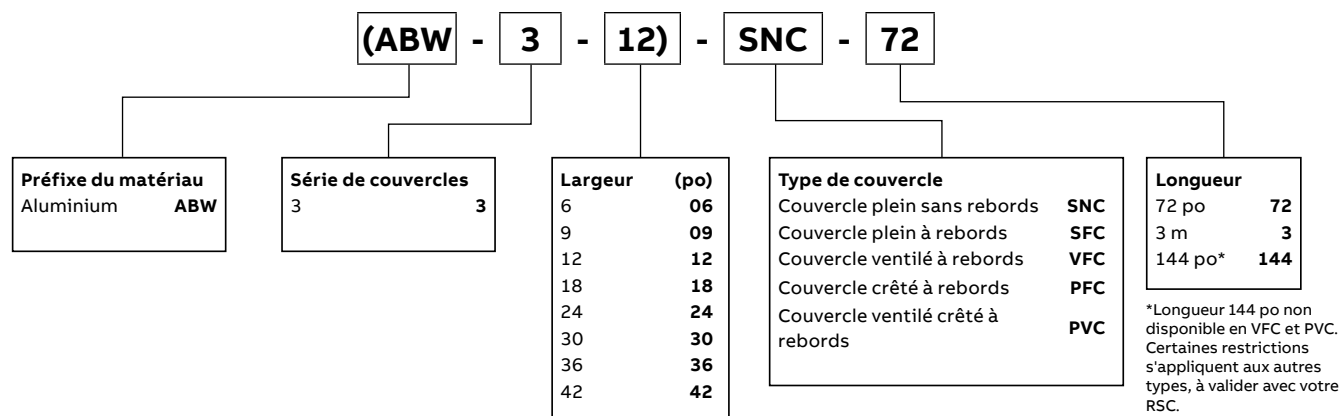 (ABW - 3 - 12) - SNC - 72
Préfixe du matériau
Aluminium ABW
Série de couvercles
3 3
Largeur (po)
6 06
9 09
12 12
18 18
24 24
30 30
36 36
42 42
Type de couvercle
Couvercle plein sans rebords SNC
Couvercle plein à rebords SFC
Couvercle ventilé à rebords VFC
Couvercle crêté à rebords PFC
Couvercle ventilé crêté à
rebords PVC
Longueur
72 po 72
3 m 3
144 po* 144
*Longueur 144 po non
disponible en VFC et PVC.
Certaines restrictions
s'appliquent aux autres
types, à valider avec votre
RSC.